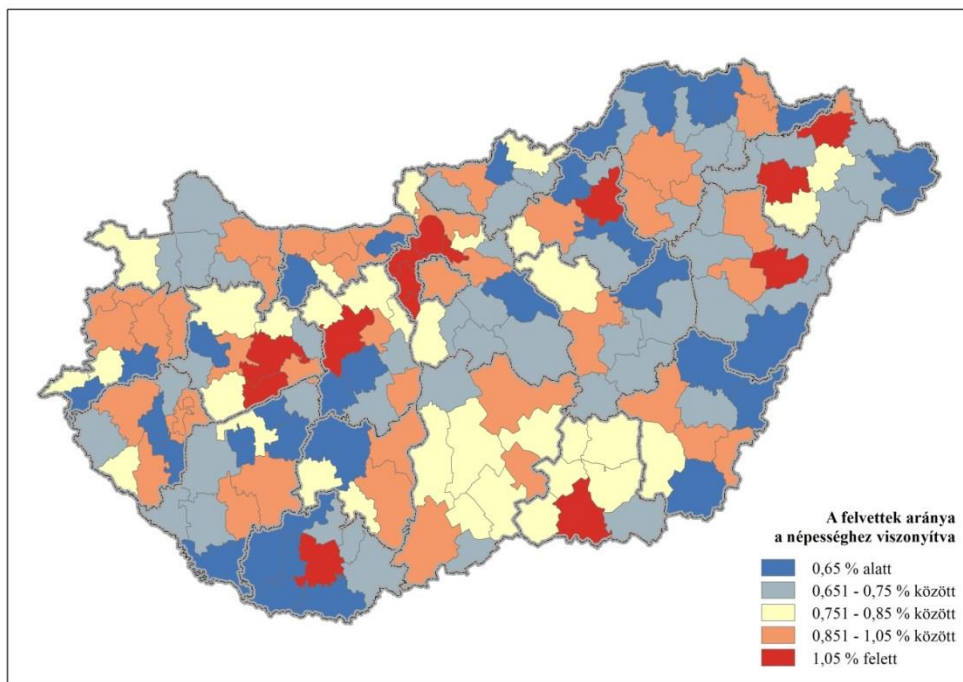 A felvettek aránya
a népességhez viszonyítva
0,65 % alatt
0,651 - 0,75 % között
0,751 - 0,85 % között
0,851 - 1,05 % között
1,05 % felett